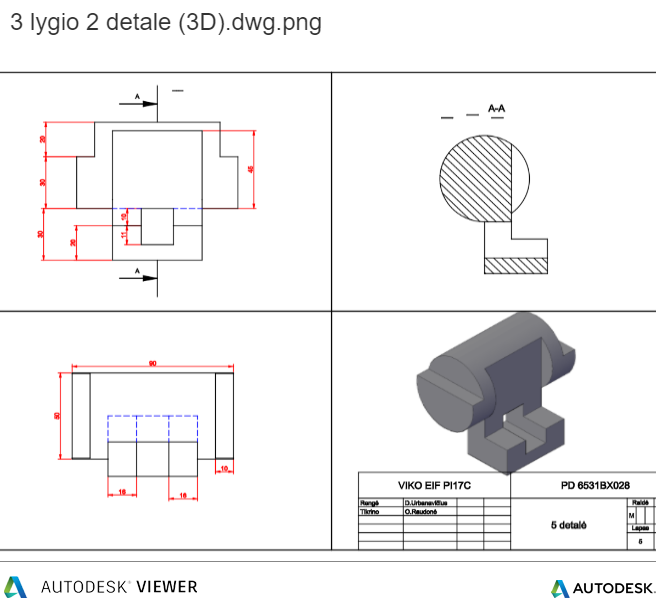 3 lygio 2 detale (3D).dwg.png
A
A-A
20
30
45
10
11
30
20
A
90
50
10
16
16
VIKO EIF PI17C
PD 6531BX028
Rengė
D.Urbanavičius
Tikrino
O.Raudonė
5 detalė
Raidė
M
Lapas
5
AUTODESK® VIEWER
AUTODESK.